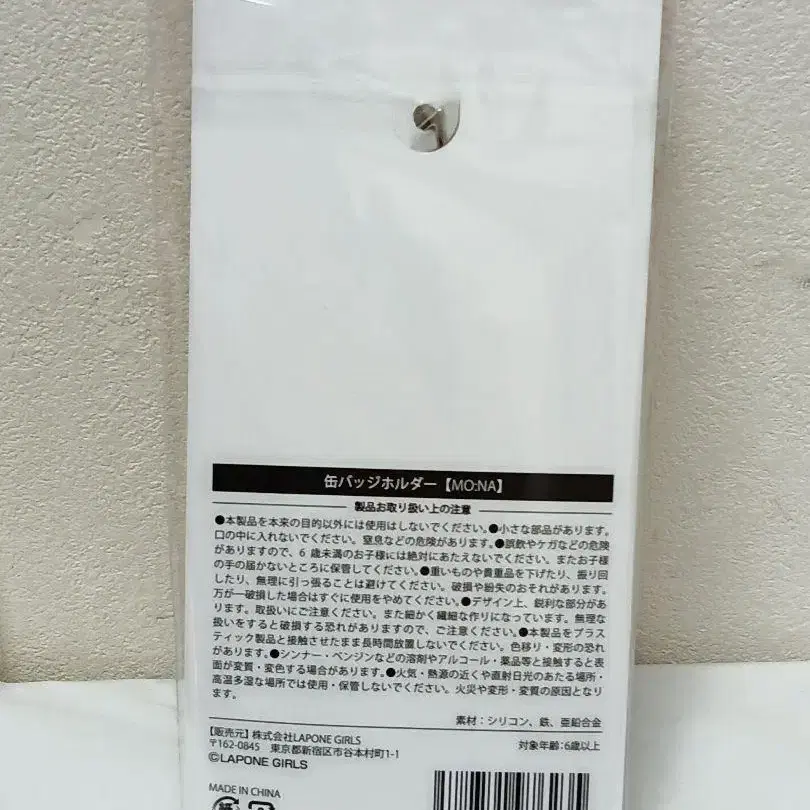 缶バッジホルダー【MO:NA】
製品お取り扱い上の注意
●本製品を本来の目的以外には使用はしないでください。●小さな部品があります。
口の中に入れないでください。窒息などの危険があります。●誤飲やケガなどの危険
がありますので、6 歳未満のお子様には絶対にあたえないでください。またお子様
の手の届かないところに保管してください。●重いものや貴重品を下げたり、振り回
したり、無理に引っ張ることは避けてください。破損や紛失のおそれがあります。
万が一破損した場合はすぐに使用をやめてください。●デザイン上、鋭利な部分があ
ります。取扱いにご注意ください。また細かく繊細な作りになっています。無理な
扱いをすると破損する恐れがありますので、ご注意ください。●本製品をプラス
ティック製品と接触させたまま長時間放置しないでください。色移り・変形の恐れ
があります。●シンナー・ベンジンなどの溶剤やアルコール・薬品等と接触すると表
面が変質・変色する場合があります。●火気・熱源の近くや直射日光のあたる場所・
高温多湿な場所では使用・保管しないでください。火災や変形・変質の原因となり
ます。
素材：シリコン、鉄、亜鉛合金
【販売元】株式会社LAPONE GIRLS
〒162-0845　東京都新宿区市谷本村町1-1
対象年齢:6歳以上
©LAPONE GIRLS
MADE IN CHINA
紙